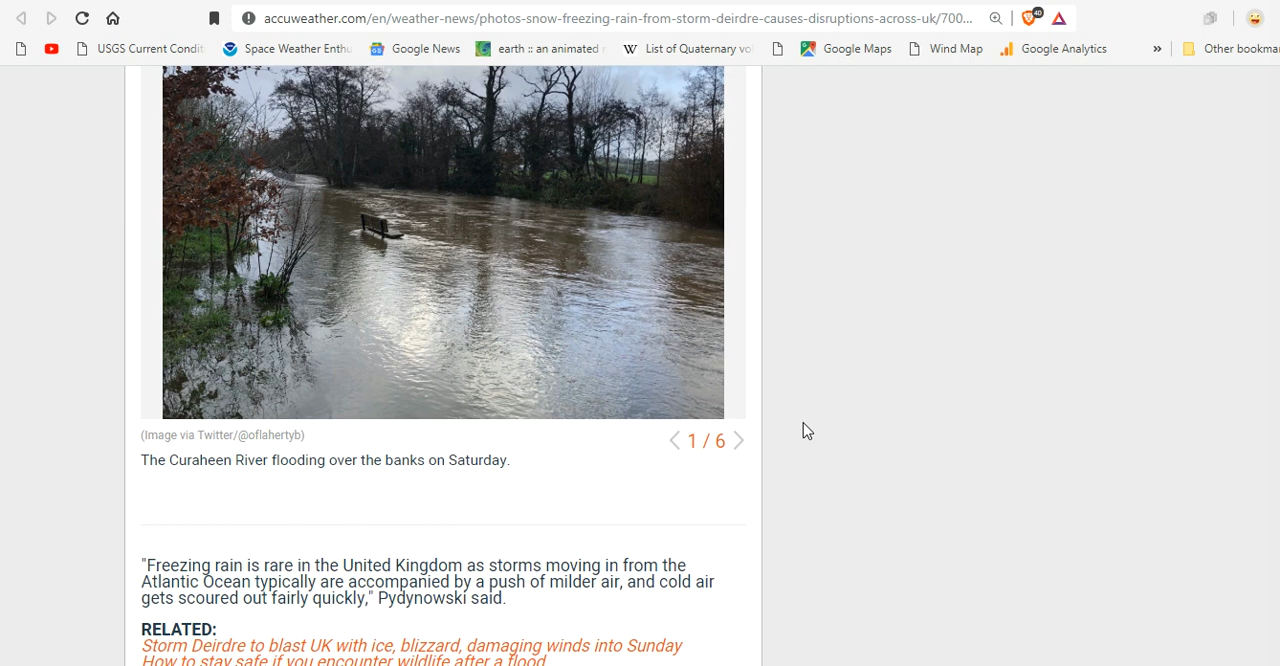 accuweather.com/en/weather-news/photos-snow-freezing-rain-from-storm-deirdre-causes-disruptions-across-uk/700...
40
USGS Current Condit
Space Weather Enthu
Google News
earth :: an animated
List of Quaternary vo
Google Maps
Wind Map
Google Analytics
»
Other bookma
(Image via Twitter/@oflahertyb)
1 / 6
The Curaheen River flooding over the banks on Saturday.
"Freezing rain is rare in the United Kingdom as storms moving in from the
Atlantic Ocean typically are accompanied by a push of milder air, and cold air
gets scoured out fairly quickly," Pydynowski said.
RELATED:
Storm Deirdre to blast UK with ice, blizzard, damaging winds into Sunday
How to stay safe if you encounter wildlife after a flood